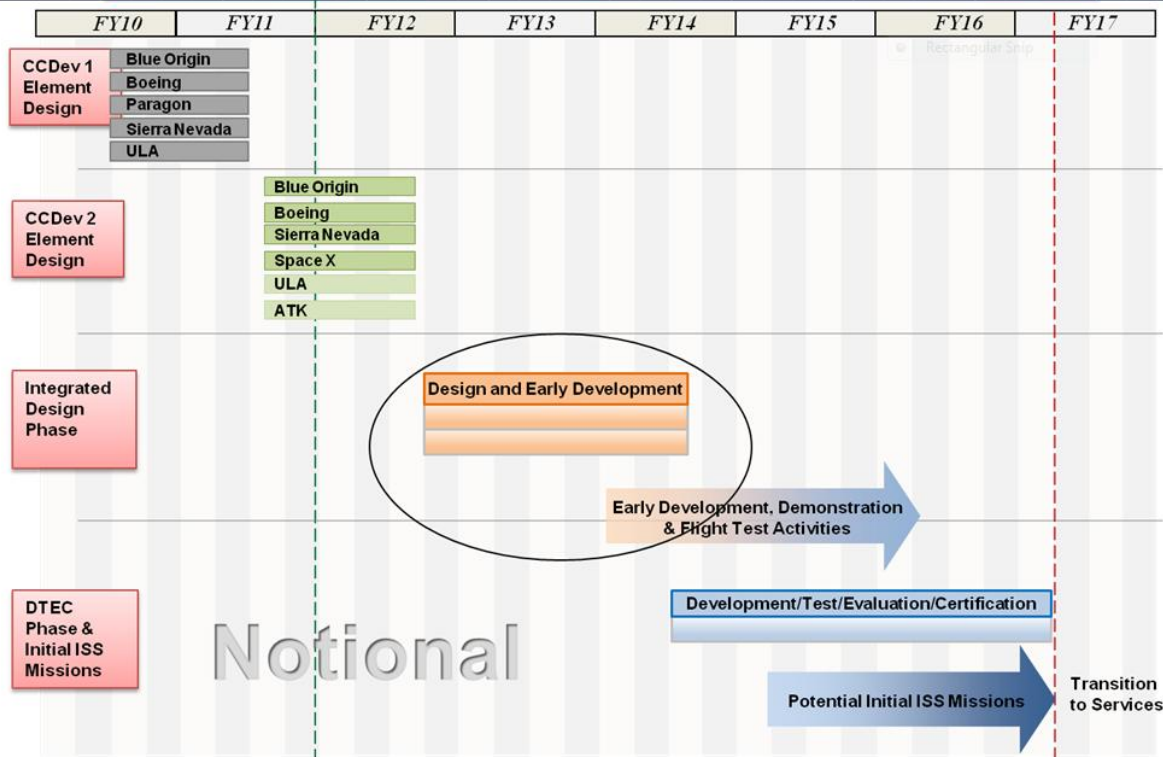 FY10 FY11 FY12 FY13 FY14 FY15 FY16 FY17
Rectangular Snip
CCDev 1
Element
Design
Blue Origin
Boeing
Paragon
Sierra Nevada
ULA
CCDev 2
Element
Design
Blue Origin
Boeing
Sierra Nevada
Space X
ULA
ATK
Integrated
Design
Phase
Design and Early Development
Early Development, Demonstration
& Flight Test Activities
DTEC
Phase &
Initial ISS
Missions
Development/Test/Evaluation/Certification
Notional
Potential Initial ISS Missions
Transition
to Services